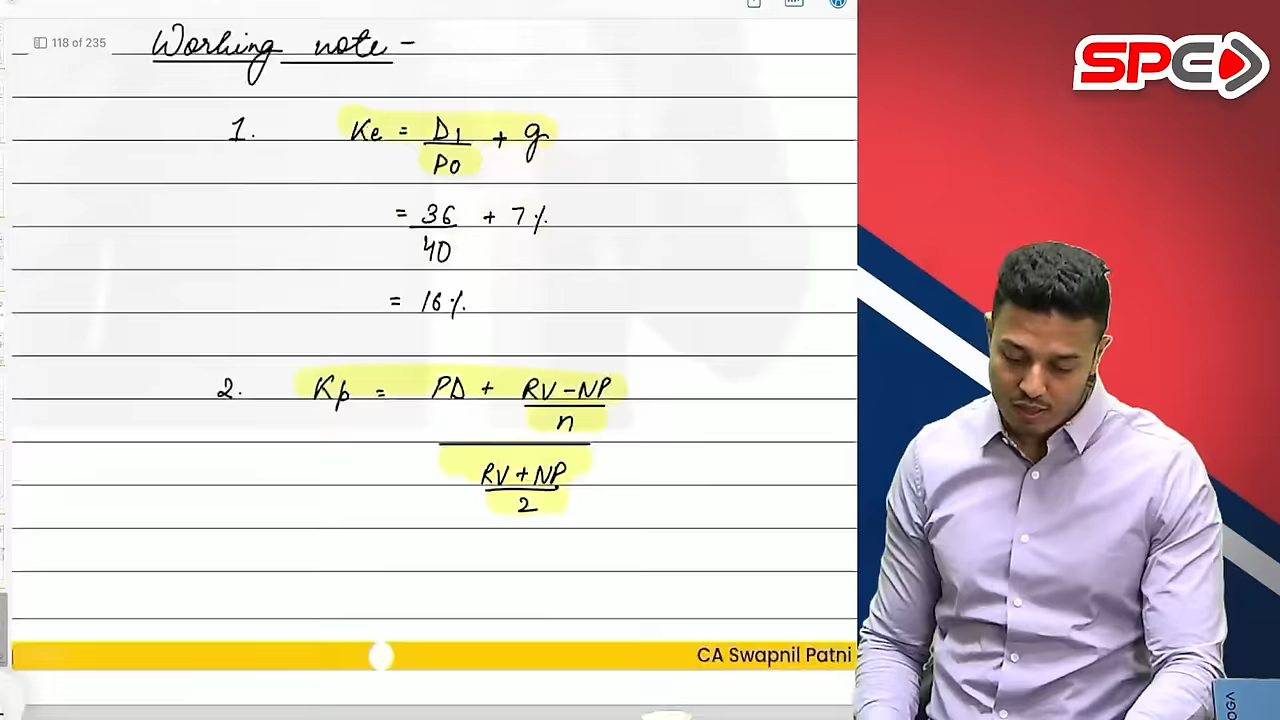 118 of 235
Working note -
1. Ke = D1 + g
P0
= 36 + 7%
40
= 16%
2. Kp = PD + RV - NP
n
RV + NP
2
CA Swapnil Patni
SPC
YOGA